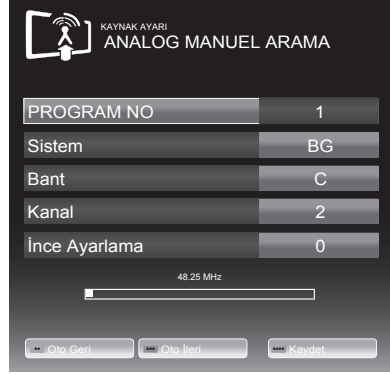 KAYNAK AYARI
ANALOG MANUEL ARAMA
PROGRAM NO 1
Sistem BG
Bant C
Kanal 2
İnce Ayarlama 0
48.25 MHz
Oto Geri Oto İleri Kaydet